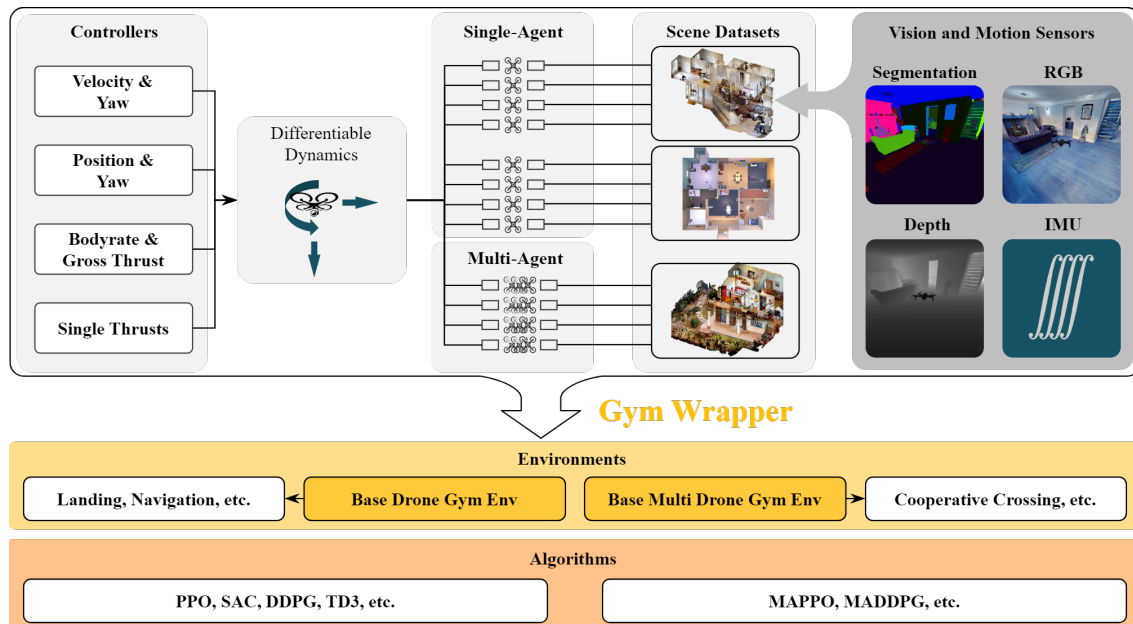 Controllers
Velocity &
Yaw
Position &
Yaw
Bodyrate &
Gross Thrust
Single Thrusts
Differentiable
Dynamics
Single-Agent
Multi-Agent
Scene Datasets
Vision and Motion Sensors
Segmentation
RGB
Depth
IMU
Gym Wrapper
Environments
Landing, Navigation, etc.
Base Drone Gym Env
Base Multi Drone Gym Env
Cooperative Crossing, etc.
Algorithms
PPO, SAC, DDPG, TD3, etc.
MAPPO, MADDPG, etc.